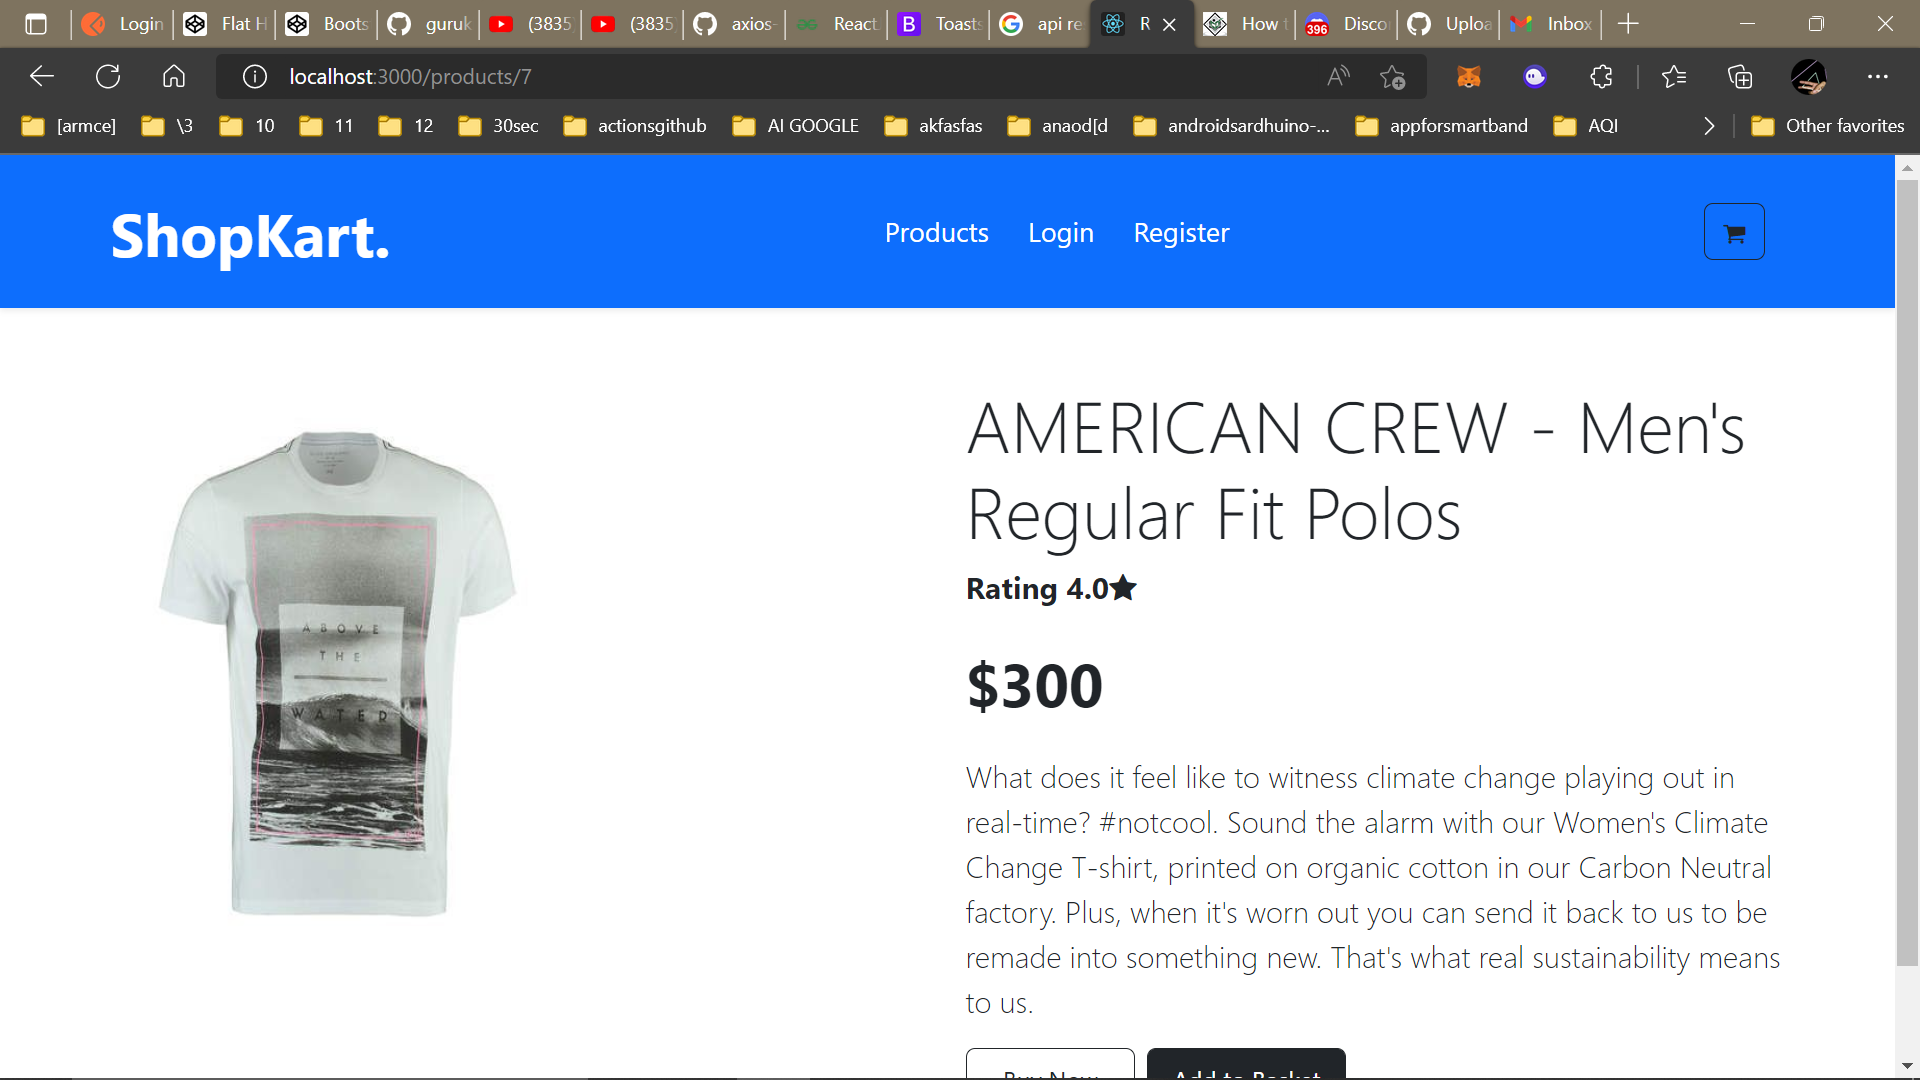 Login
Flat H
Boots
guruk
(3835
(3835
axios-
React
Toasts
api re
R
How t
396
Disco
Uploa
Inbox
localhost:3000/products/7
[armce]
\3
10
11
12
30sec
actionsgithub
AI GOOGLE
akfasfas
anaod[d
androidsardhuino-...
appforsmartband
AQI
Other favorites
ShopKart.
Products
Login
Register
AMERICAN CREW - Men's
Regular Fit Polos
Rating 4.0
$300
ABOVE
THE
WATER
What does it feel like to witness climate change playing out in
real-time? #notcool. Sound the alarm with our Women's Climate
Change T-shirt, printed on organic cotton in our Carbon Neutral
factory. Plus, when it's worn out you can send it back to us to be
remade into something new. That's what real sustainability means
to us.
Buy Now
Add to Basket